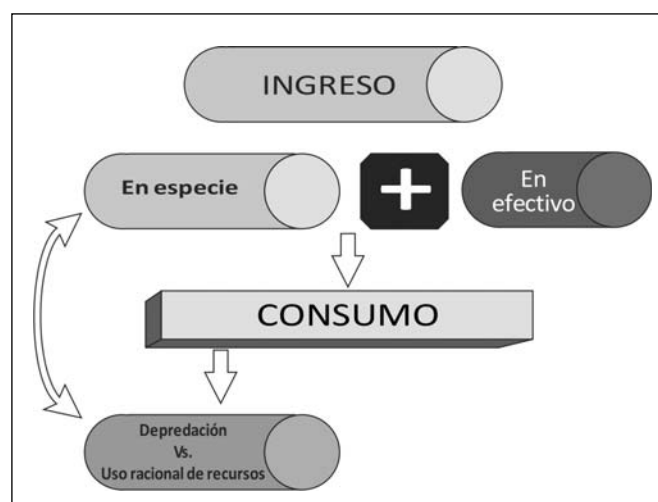 INGRESO
En especie
+
En
efectivo
CONSUMO
Depredación
Vs.
Uso racional de recursos